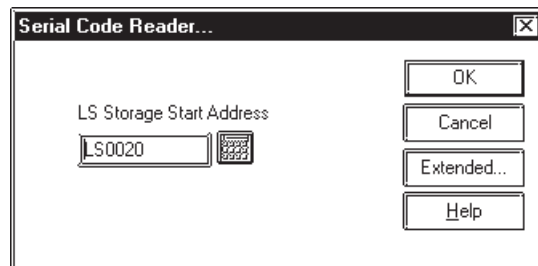 Serial Code Reader...
OK
LS Storage Start Address
Cancel
LS0020
Extended...
Help